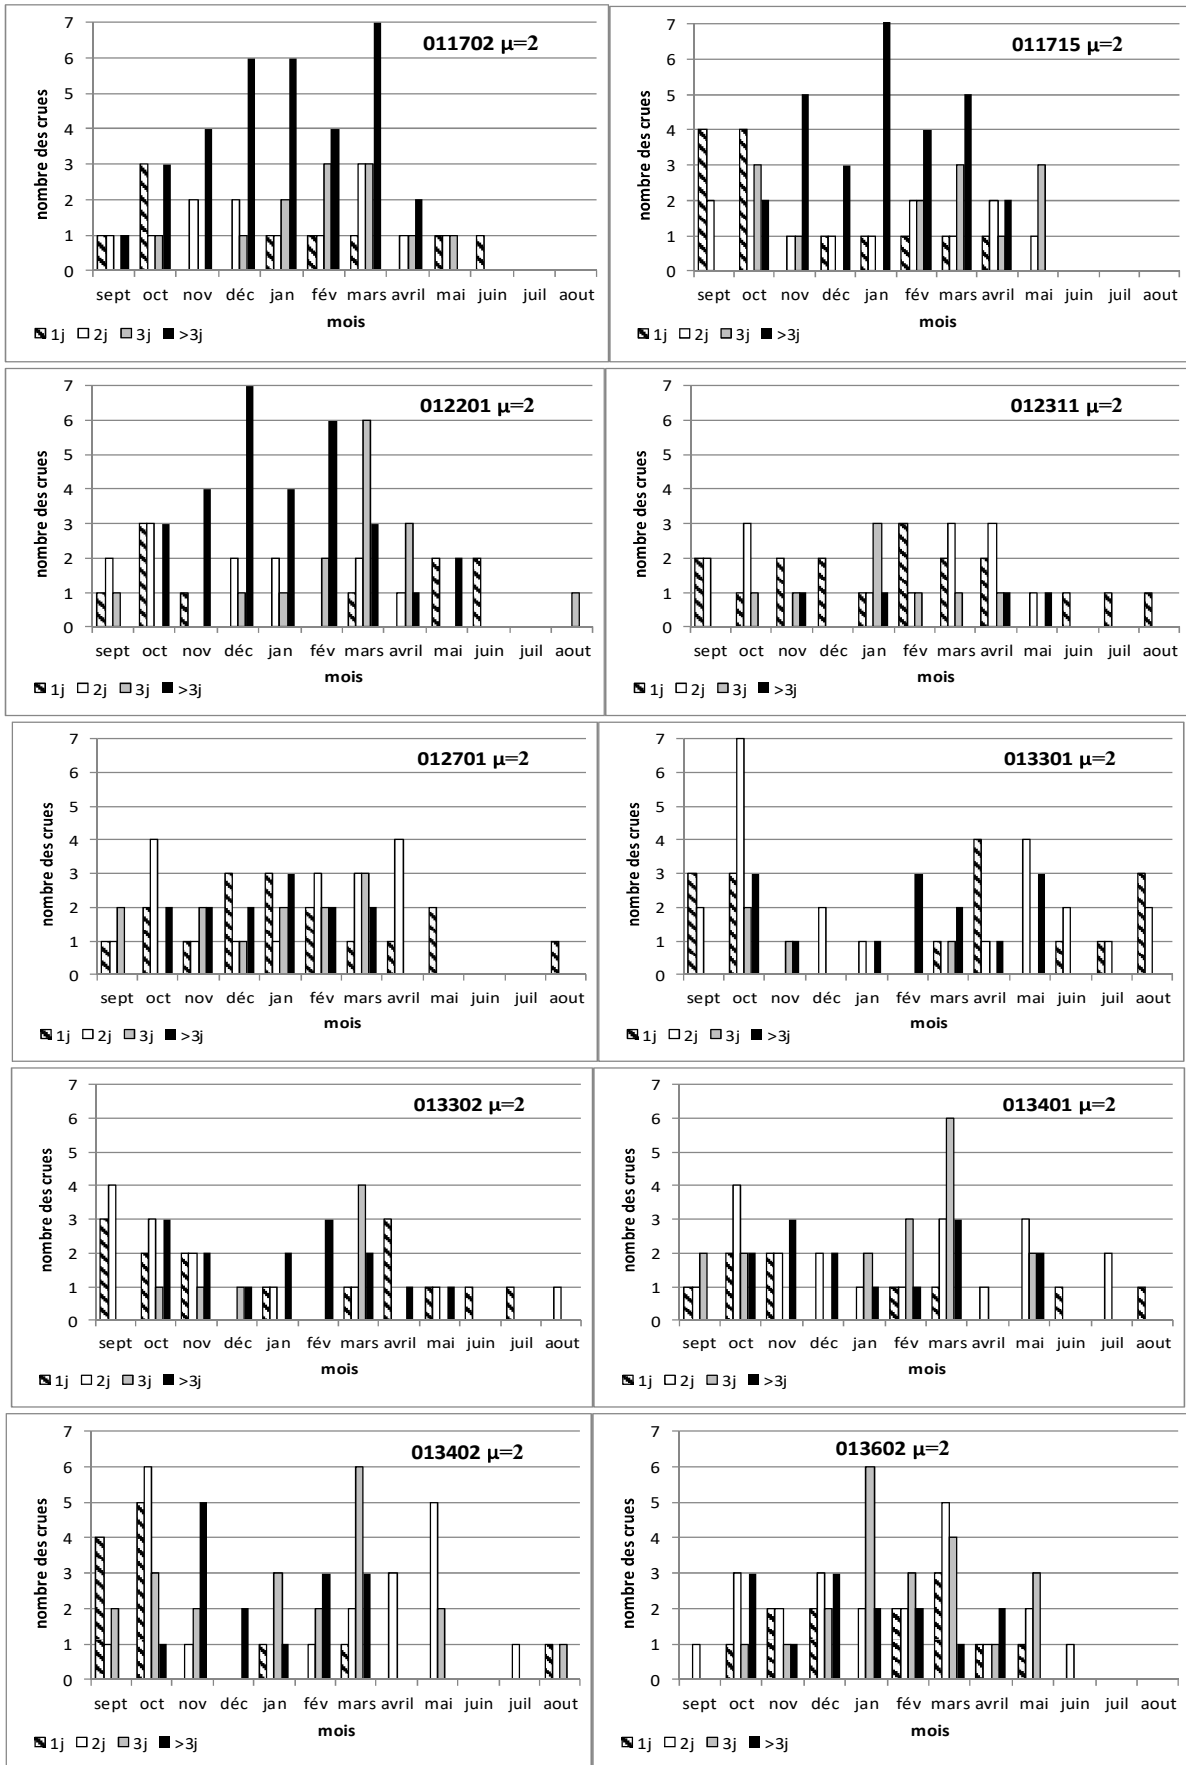 011702 μ=2
nombre des crues
7
6
5
4
3
2
1
0
sept oct nov déc jan fév mars avril mai juin juil aout
mois
1j 2j 3j >3j
011715 μ=2
nombre des crues
7
6
5
4
3
2
1
0
sept oct nov déc jan fév mars avril mai juin juil aout
mois
1j 2j 3j >3j
012201 μ=2
nombre des crues
7
6
5
4
3
2
1
0
sept oct nov déc jan fév mars avril mai juin juil aout
mois
1j 2j 3j >3j
012311 μ=2
nombre des crues
7
6
5
4
3
2
1
0
sept oct nov déc jan fév mars avril mai juin juil aout
mois
1j 2j 3j >3j
012701 μ=2
nombre des crues
7
6
5
4
3
2
1
0
sept oct nov déc jan fév mars avril mai juin juil aout
mois
1j 2j 3j >3j
013301 μ=2
nombre des crues
7
6
5
4
3
2
1
0
sept oct nov déc jan fév mars avril mai juin juil aout
mois
1j 2j 3j >3j
013302 μ=2
nombre des crues
7
6
5
4
3
2
1
0
sept oct nov déc jan fév mars avril mai juin juil aout
mois
1j 2j 3j >3j
013401 μ=2
nombre des crues
7
6
5
4
3
2
1
0
sept oct nov déc jan fév mars avril mai juin juil aout
mois
1j 2j 3j >3j
013402 μ=2
nombre des crues
7
6
5
4
3
2
1
0
sept oct nov déc jan fév mars avril mai juin juil aout
mois
1j 2j 3j >3j
013602 μ=2
nombre des crues
7
6
5
4
3
2
1
0
sept oct nov déc jan fév mars avril mai juin juil aout
mois
1j 2j 3j >3j